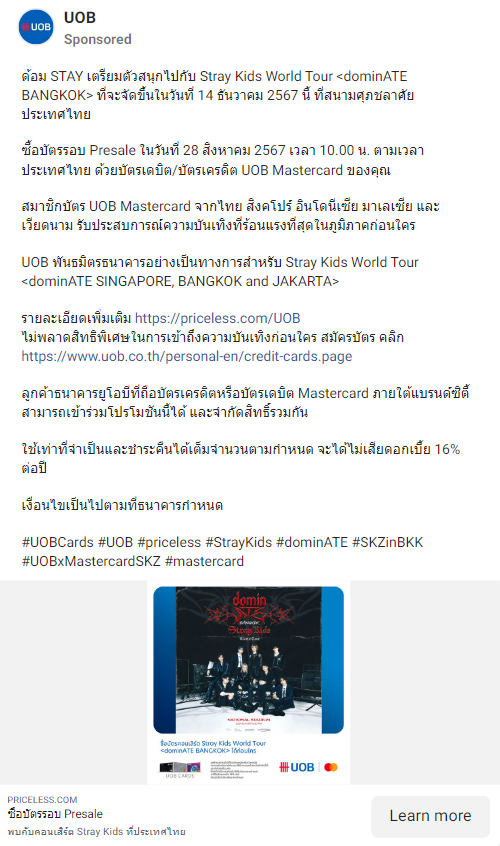 UOB
UOB
Sponsored
ด้อม STAY เตรียมตัวสนุกไปกับ Stray Kids World Tour <dominATE
BANGKOK> ที่จะจัดขึ้นในวันที่ 14 ธันวาคม 2567 นี้ ที่สนามศุภชลาศัย
ประเทศไทย
ซื้อบัตรรอบ Presale ในวันที่ 28 สิงหาคม 2567 เวลา 10.00 น. ตามเวลา
ประเทศไทย ด้วยบัตรเดบิต/บัตรเครดิต UOB Mastercard ของคุณ
สมาชิกบัตร UOB Mastercard จากไทย สิงคโปร์ อินโดนีเซีย มาเลเซีย และ
เวียดนาม รับประสบการณ์ความบันเทิงที่ร้อนแรงที่สุดในภูมิภาคก่อนใคร
UOB พันธมิตรธนาคารอย่างเป็นทางการสำหรับ Stray Kids World Tour
<dominATE SINGAPORE, BANGKOK and JAKARTA>
รายละเอียดเพิ่มเติม https://priceless.com/UOB
ไม่พลาดสิทธิพิเศษในการเข้าถึงความบันเทิงก่อนใคร สมัครบัตร คลิก
https://www.uob.co.th/personal-en/credit-cards.page
ลูกค้าธนาคารยูโอบีที่ถือบัตรเครดิตหรือบัตรเดบิต Mastercard ภายใต้แบรนด์ซิตี้
สามารถเข้าร่วมโปรโมชันนี้ได้ และจำกัดสิทธิ์รวมกัน
ใช้เท่าที่จำเป็นและชำระคืนได้เต็มจำนวนตามกำหนด จะได้ไม่เสียดอกเบี้ย 16%
ต่อปี
เงื่อนไขเป็นไปตามที่ธนาคารกำหนด
#UOBCards #UOB #priceless #StrayKids #dominATE #SKZinBKK
#UOBxMastercardSKZ #mastercard
domin
ATE
Stray Kids
NATIONAL STADIUM
ซื้อบัตรคอนเสิร์ต Stray Kids World Tour
<dominATE BANGKOK> ได้ก่อนใคร
UOB CARDS
UOB
PRICELESS.COM
ซื้อบัตรรอบ Presale
พบกับคอนเสิร์ต Stray Kids ที่ประเทศไทย
Learn more